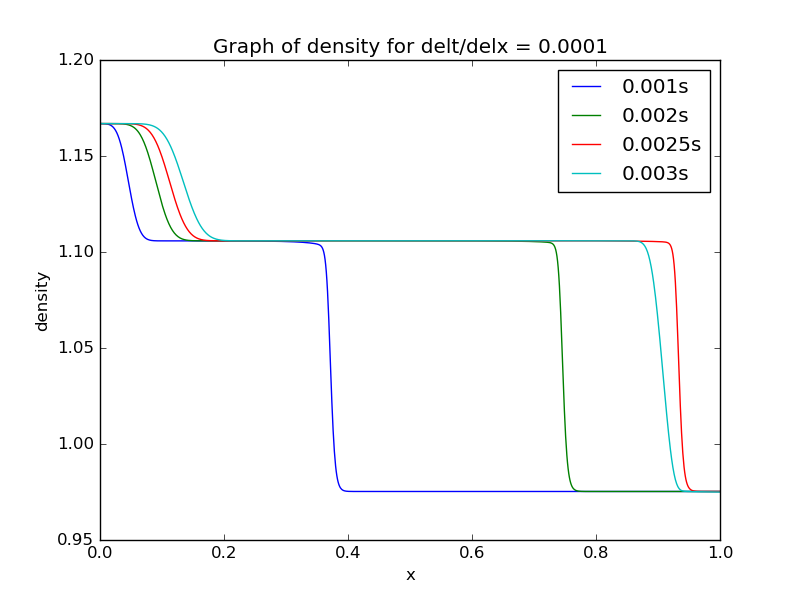 Graph of density for delt/delx = 0.0001
1.20
1.15
1.10
1.05
1.00
0.95
density
0.001s
0.002s
0.0025s
0.003s
0.0 0.2 0.4 0.6 0.8 1.0
x